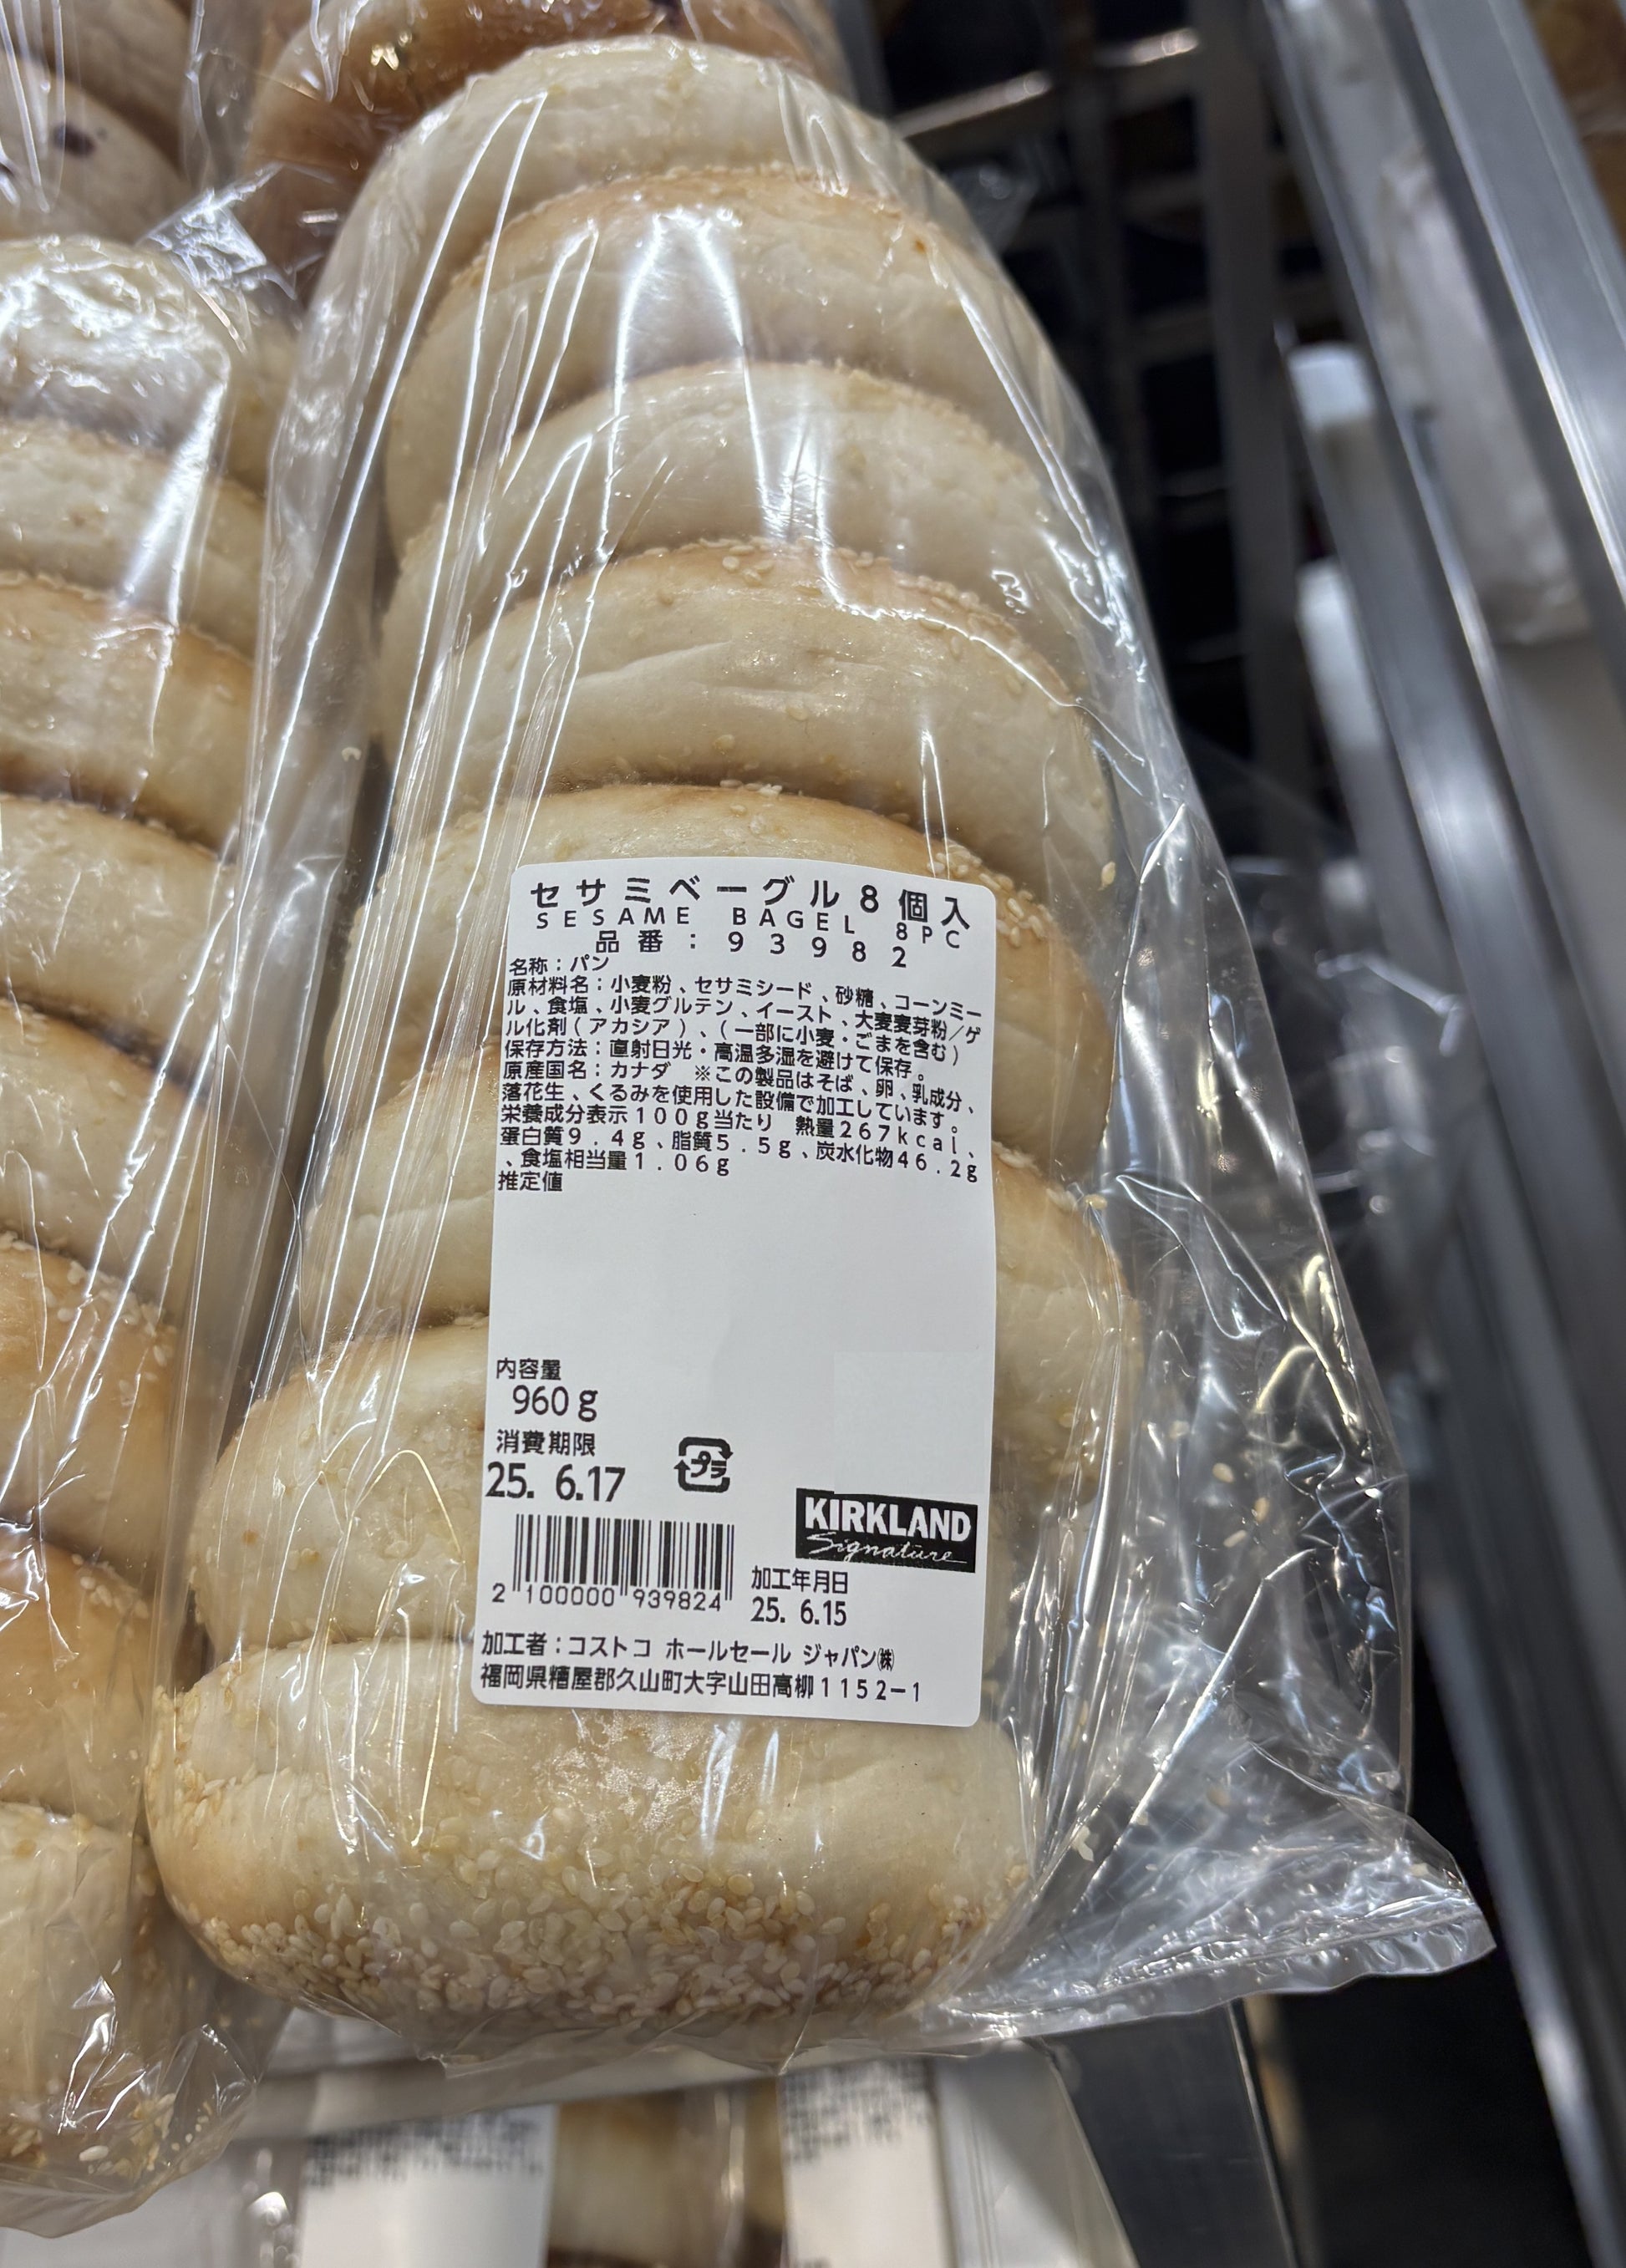 セサミベーグル8個入
SESAME BAGEL 8PC
品番:93982
名称:パン
原材料名:小麦粉、セサミシード、砂糖、コーンミー
ル、食塩、小麦グルテン、イースト、大麦麦芽粉/ゲ
ル化剤(アカシア)、(一部に小麦・ごまを含む)
保存方法:直射日光・高温多湿を避けて保存。
原産国名:カナダ ※この製品はそば、卵、乳成分、
落花生、くるみを使用した設備で加工しています。
栄養成分表示100g当たり 熱量267kcal、
蛋白質9.4g、脂質5.5g、炭水化物46.2g
、食塩相当量1.06g
推定値
内容量
960g
消費期限
25. 6.17
プラ
KIRKLAND
Signature
2 100000 939824
加工年月日
25. 6.15
加工者:コストコ ホールセール ジャパン㈱
福岡県糟屋郡久山町大字山田高柳1152-1